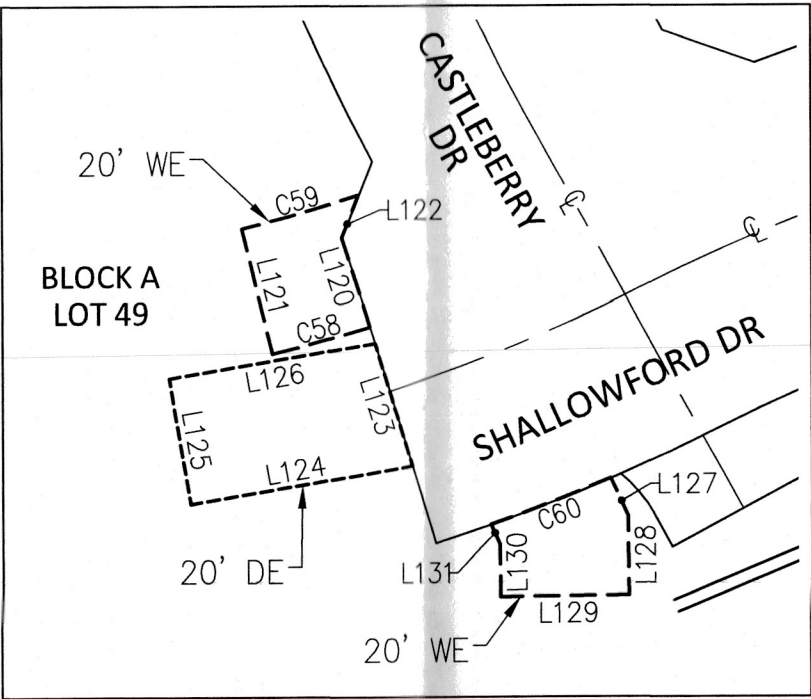 CASTLEBERRY
DR
20' WE
C59
L122
℄
℄
L120
L121
BLOCK A
LOT 49
C58
L126
L123
SHALLOWFORD DR
L125
L124
L127
C60
20' DE
L131
L130
L128
L129
20' WE